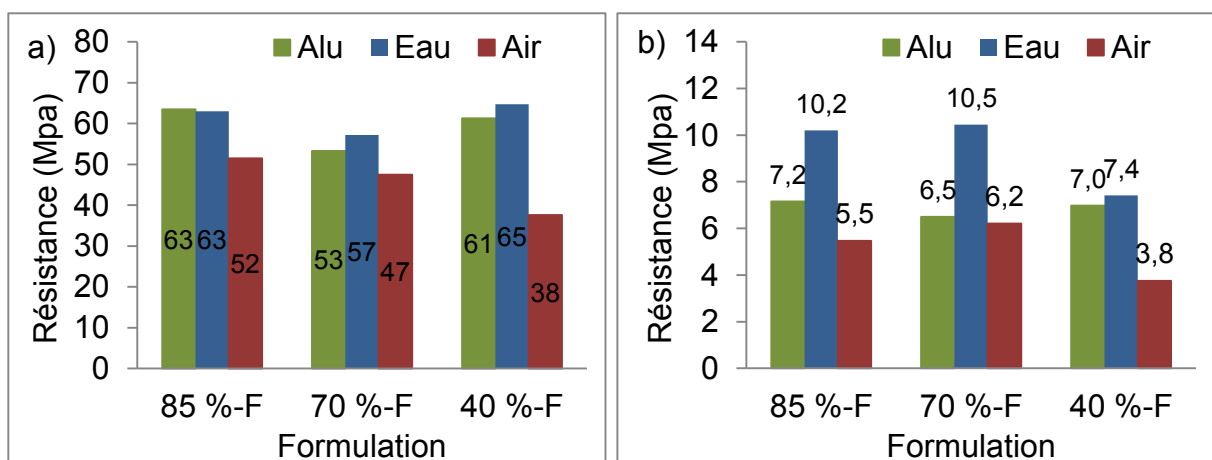 a)
Alu Eau Air
Résistance (Mpa)
80
70
60
50
40
30
20
10
0
63 63 52
53 57 47
61 65 38
85 %-F 70 %-F 40 %-F
Formulation
b)
Alu Eau Air
Résistance (Mpa)
14
12
10
8
6
4
2
0
7,2 10,2 5,5
6,5 10,5 6,2
7,0 7,4 3,8
85 %-F 70 %-F 40 %-F
Formulation